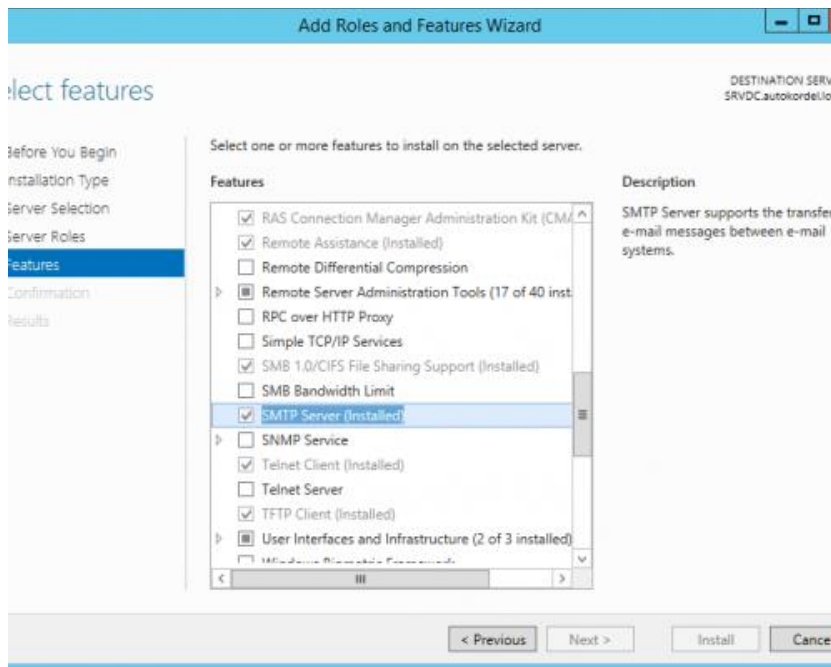 Add Roles and Features Wizard
elect features
DESTINATION SERV
SRVDC.autokordel.lo
Before You Begin
nstallation Type
Server Selection
Server Roles
Features
Confirmation
Results
Select one or more features to install on the selected server.
Features
RAS Connection Manager Administration Kit (CMA
Remote Assistance (Installed)
Remote Differential Compression
Remote Server Administration Tools (17 of 40 inst
RPC over HTTP Proxy
Simple TCP/IP Services
SMB 1.0/CIFS File Sharing Support (Installed)
SMB Bandwidth Limit
SMTP Server (Installed)
SNMP Service
Telnet Client (Installed)
Telnet Server
TFTP Client (Installed)
User Interfaces and Infrastructure (2 of 3 installed)
Windows Biometric Framework
Description
SMTP Server supports the transfer
e-mail messages between e-mail
systems.
< Previous
Next >
Install
Cance